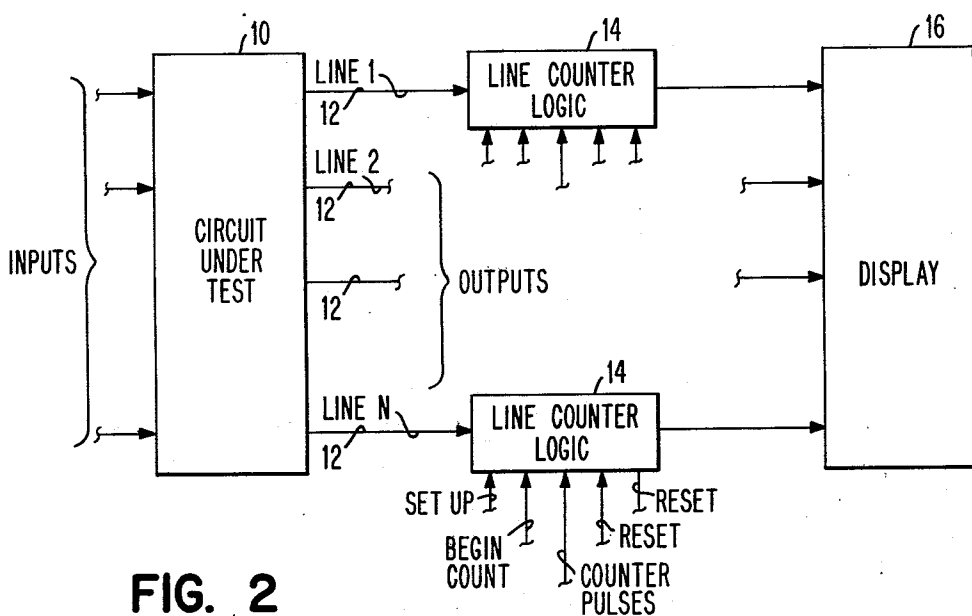 10
14
16
LINE 1
12
LINE COUNTER
LOGIC
LINE 2
12
INPUTS
CIRCUIT
UNDER
TEST
12
OUTPUTS
DISPLAY
14
LINE N
12
LINE COUNTER
LOGIC
SET UP
RESET
BEGIN
COUNT
RESET
COUNTER
PULSES
FIG. 2